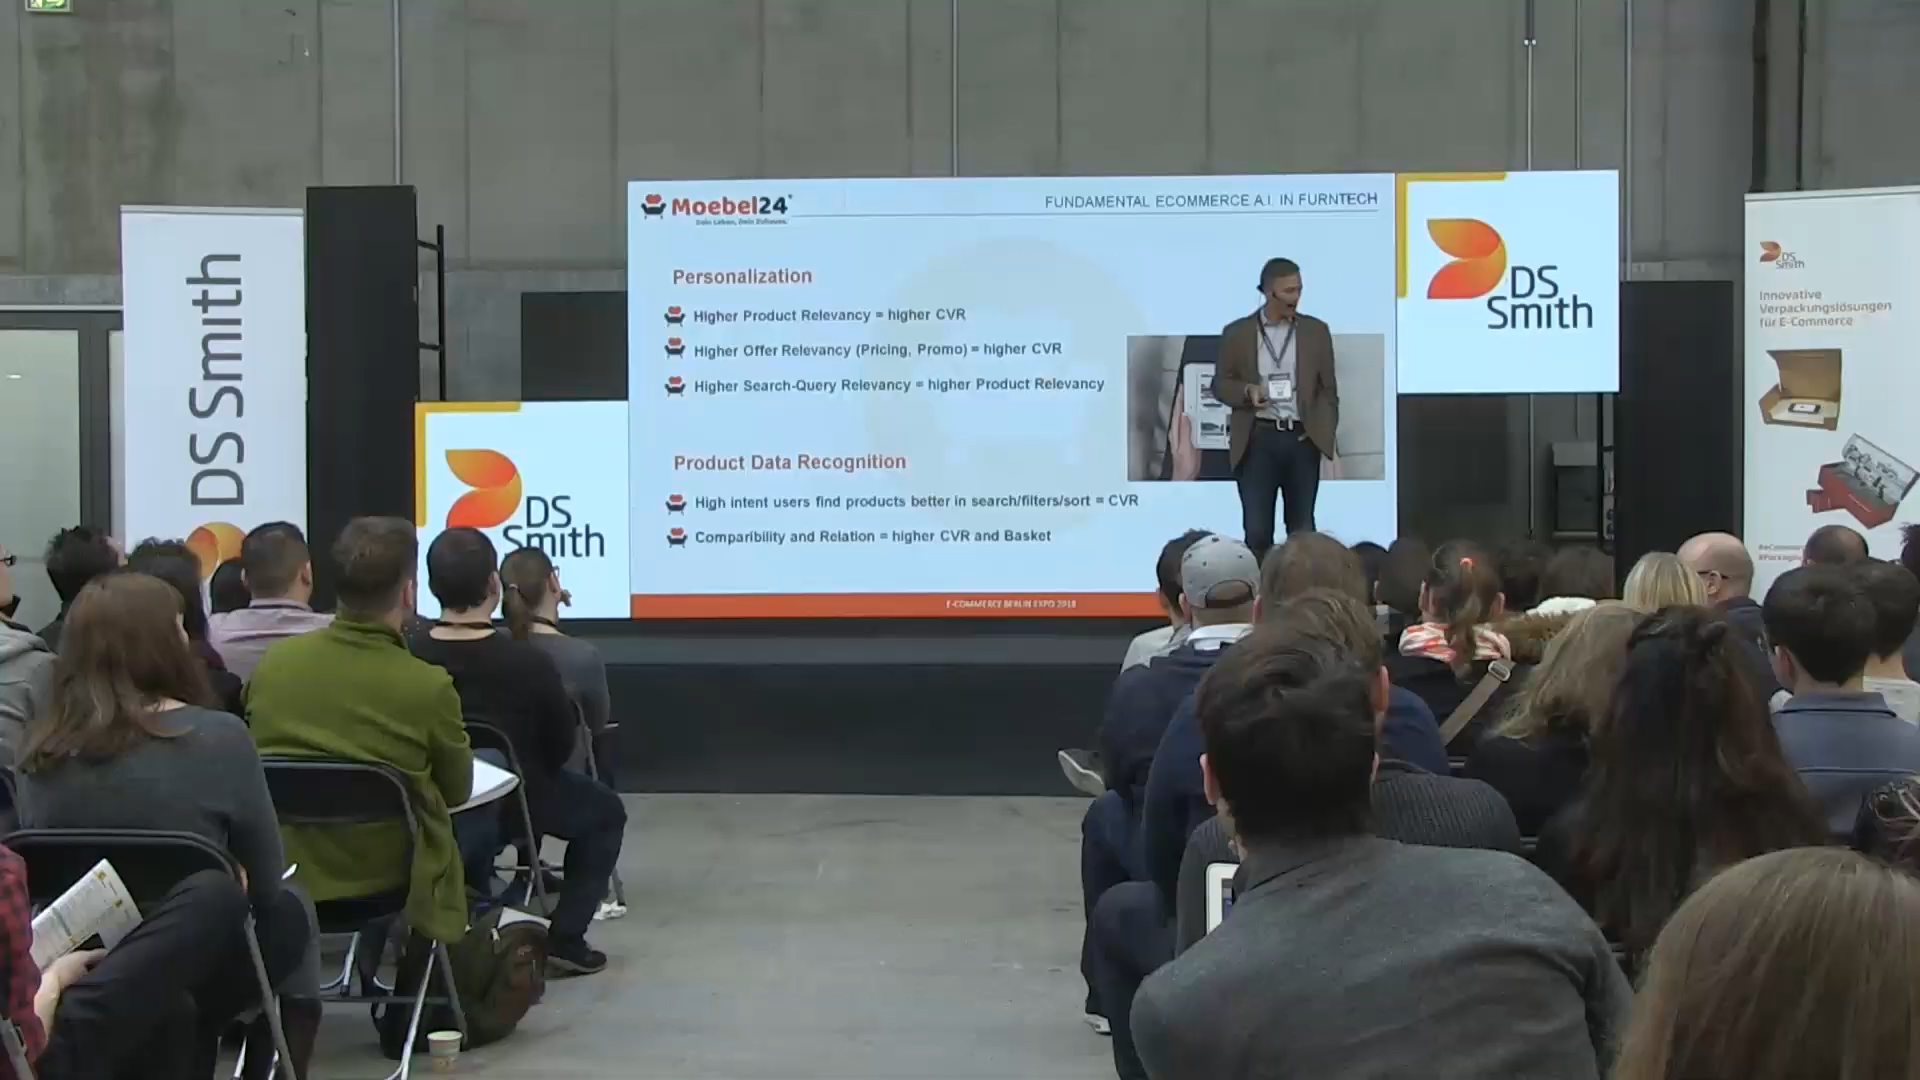 Moebel24
Dein Leben, Dein Zuhause.
FUNDAMENTAL ECOMMERCE A.I. IN FURNTECH
Personalization
Higher Product Relevancy = higher CVR
Higher Offer Relevancy (Pricing, Promo) = higher CVR
Higher Search-Query Relevancy = higher Product Relevancy
Product Data Recognition
High intent users find products better in search/filters/sort = CVR
Comparibility and Relation = higher CVR and Basket
E-COMMERCE BERLIN EXPO 2018
DS Smith
DS
Smith
DS
Smith
DS
Smith
Innovative
Verpackungslösungen
für E-Commerce